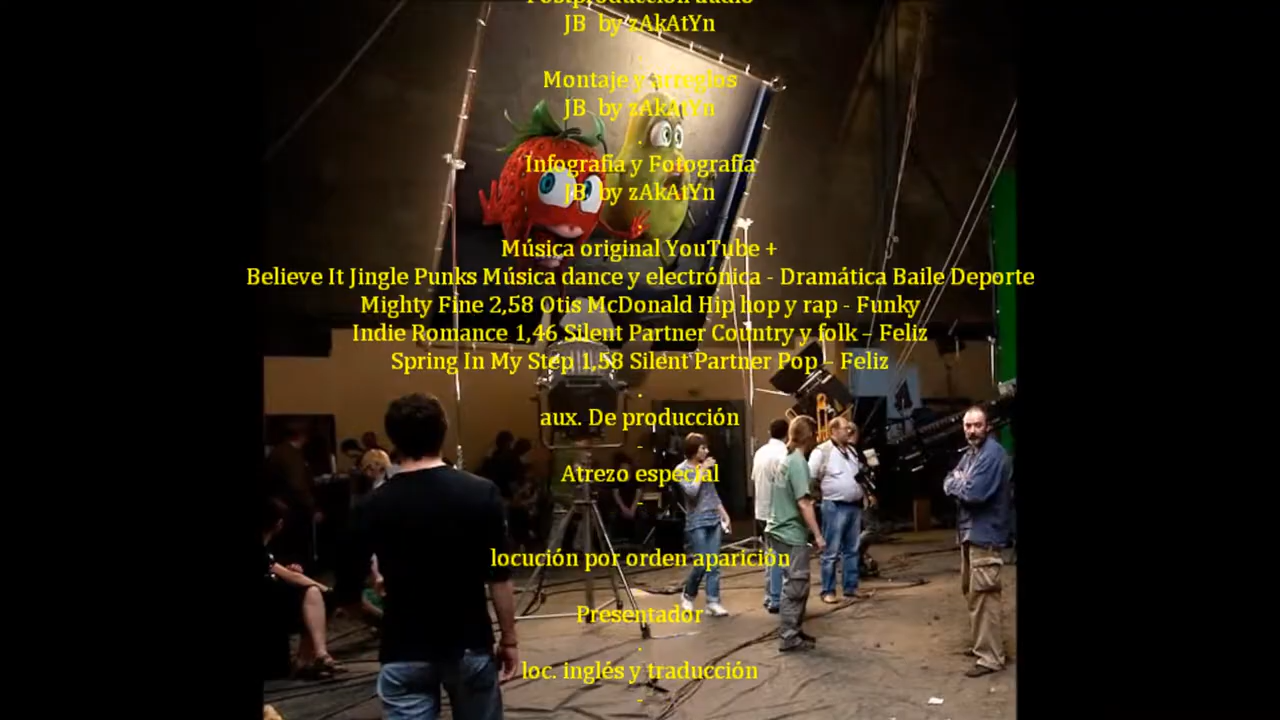 Postproducción audio
JB by zAkAtYn
.
Montaje y arreglos
JB by zAkAtYn
.
Infografía y Fotografía
JB by zAkAtYn
Música original YouTube +
Believe It Jingle Punks Música dance y electrónica - Dramática Baile Deporte
Mighty Fine 2,58 Otis McDonald Hip hop y rap - Funky
Indie Romance 1,46 Silent Partner Country y folk – Feliz
Spring In My Step 1,58 Silent Partner Pop – Feliz
.
aux. De producción
-
Atrezo especial
-
locución por orden aparición
Presentador
.
loc. inglés y traducción
-